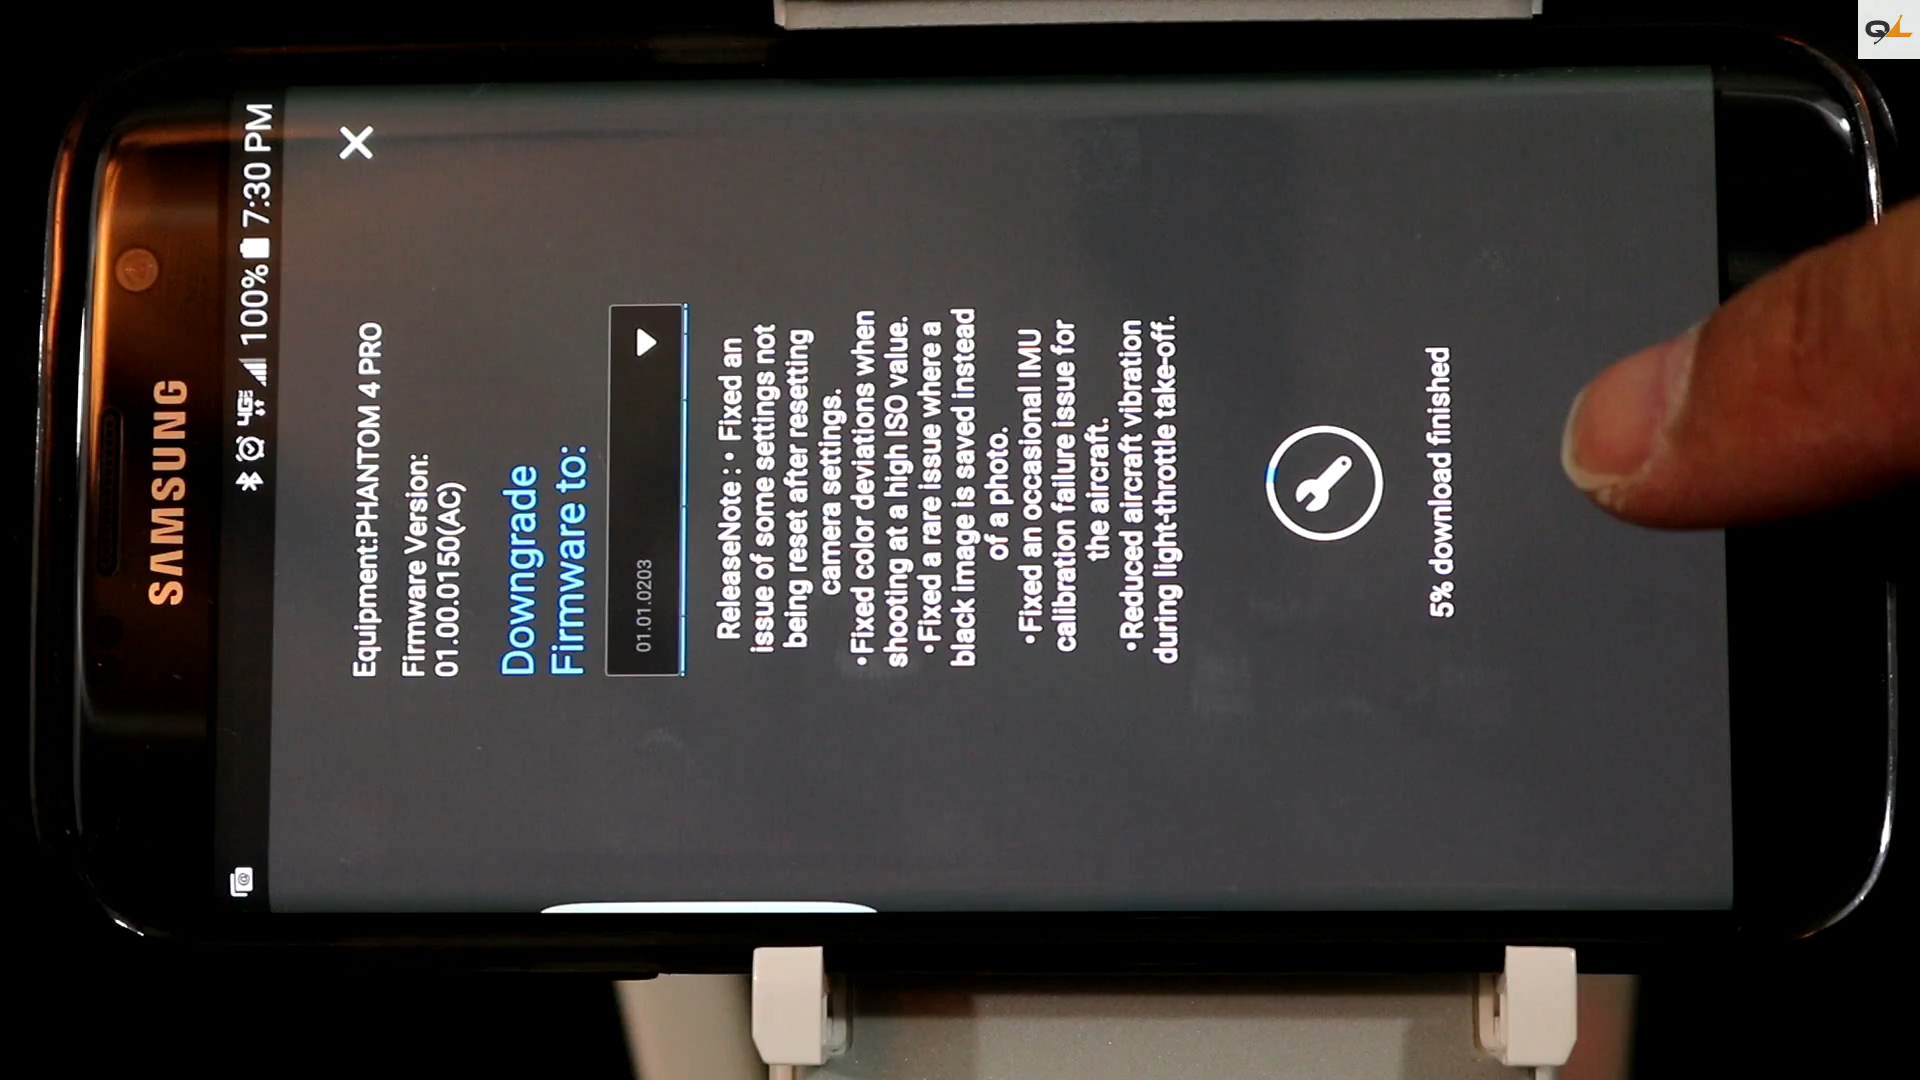 SAMSUNG
4GE 100% 7:30 PM
Equipment:PHANTOM 4 PRO
Firmware Version:
01.00.0150(AC)
Downgrade
Firmware to:
01.01.0203
ReleaseNote : : • Fixed an
issue of some settings not
being reset after resetting
camera settings.
•Fixed color deviations when
shooting at a high ISO value.
•Fixed a rare issue where a
black image is saved instead
of a photo.
•Fixed an occasional IMU
calibration failure issue for
the aircraft.
•Reduced aircraft vibration
during light-throttle take-off.
5% download finished
QL